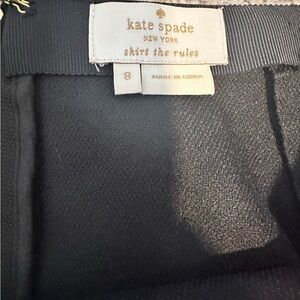 kate spade
NEW YORK
skirt the rules
8
MADE IN CHINA